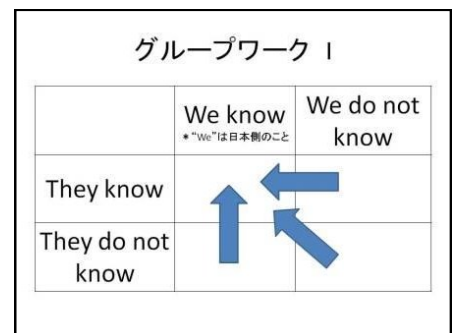 グループワーク 1
We know
*"We"は日本側のこと
We do not
know
They know
They do not
know